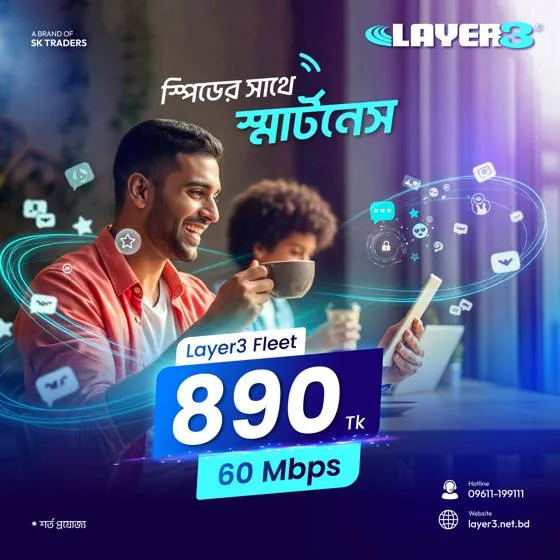 A BRAND OF
SK TRADERS
LAYER3
স্পিডের সাথে
স্মার্টনেস
Layer3 Fleet
890 Tk
60 Mbps
Hotline
09611-199111
Website
layer3.net.bd
* শর্ত প্রযোজ্য